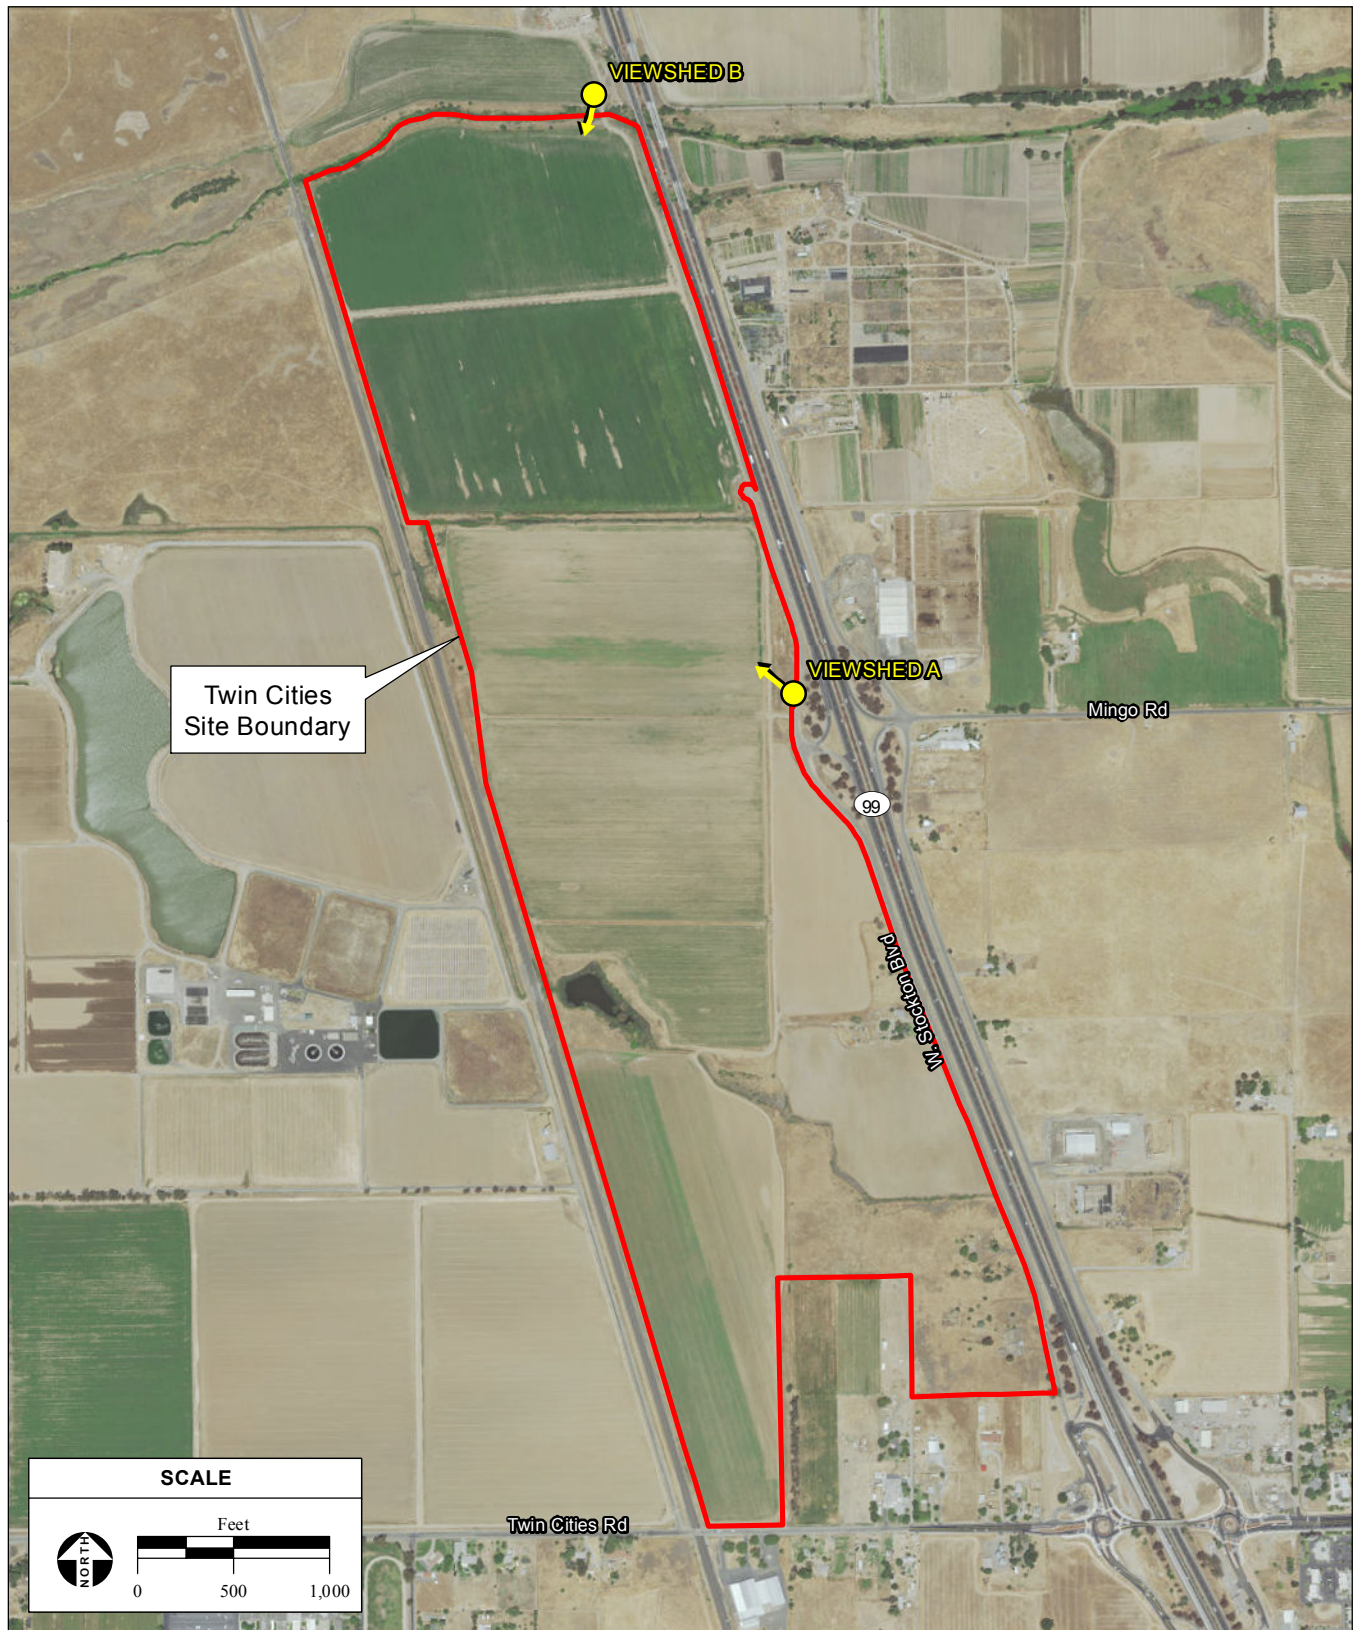 VIEWSHED B
VIEWSHED A
Twin Cities
Site Boundary
Mingo Rd
99
W. Stockton Blvd
Twin Cities Rd
SCALE
Feet
NORTH
0 500 1,000